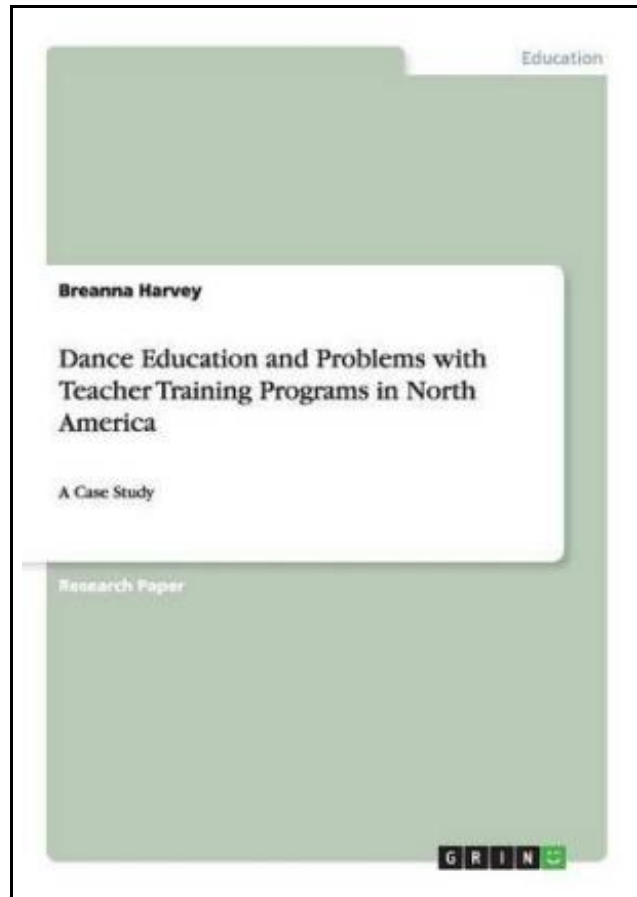 Education
Breanna Harvey
Dance Education and Problems with
Teacher Training Programs in North
America
A Case Study
Research Paper
GRIN